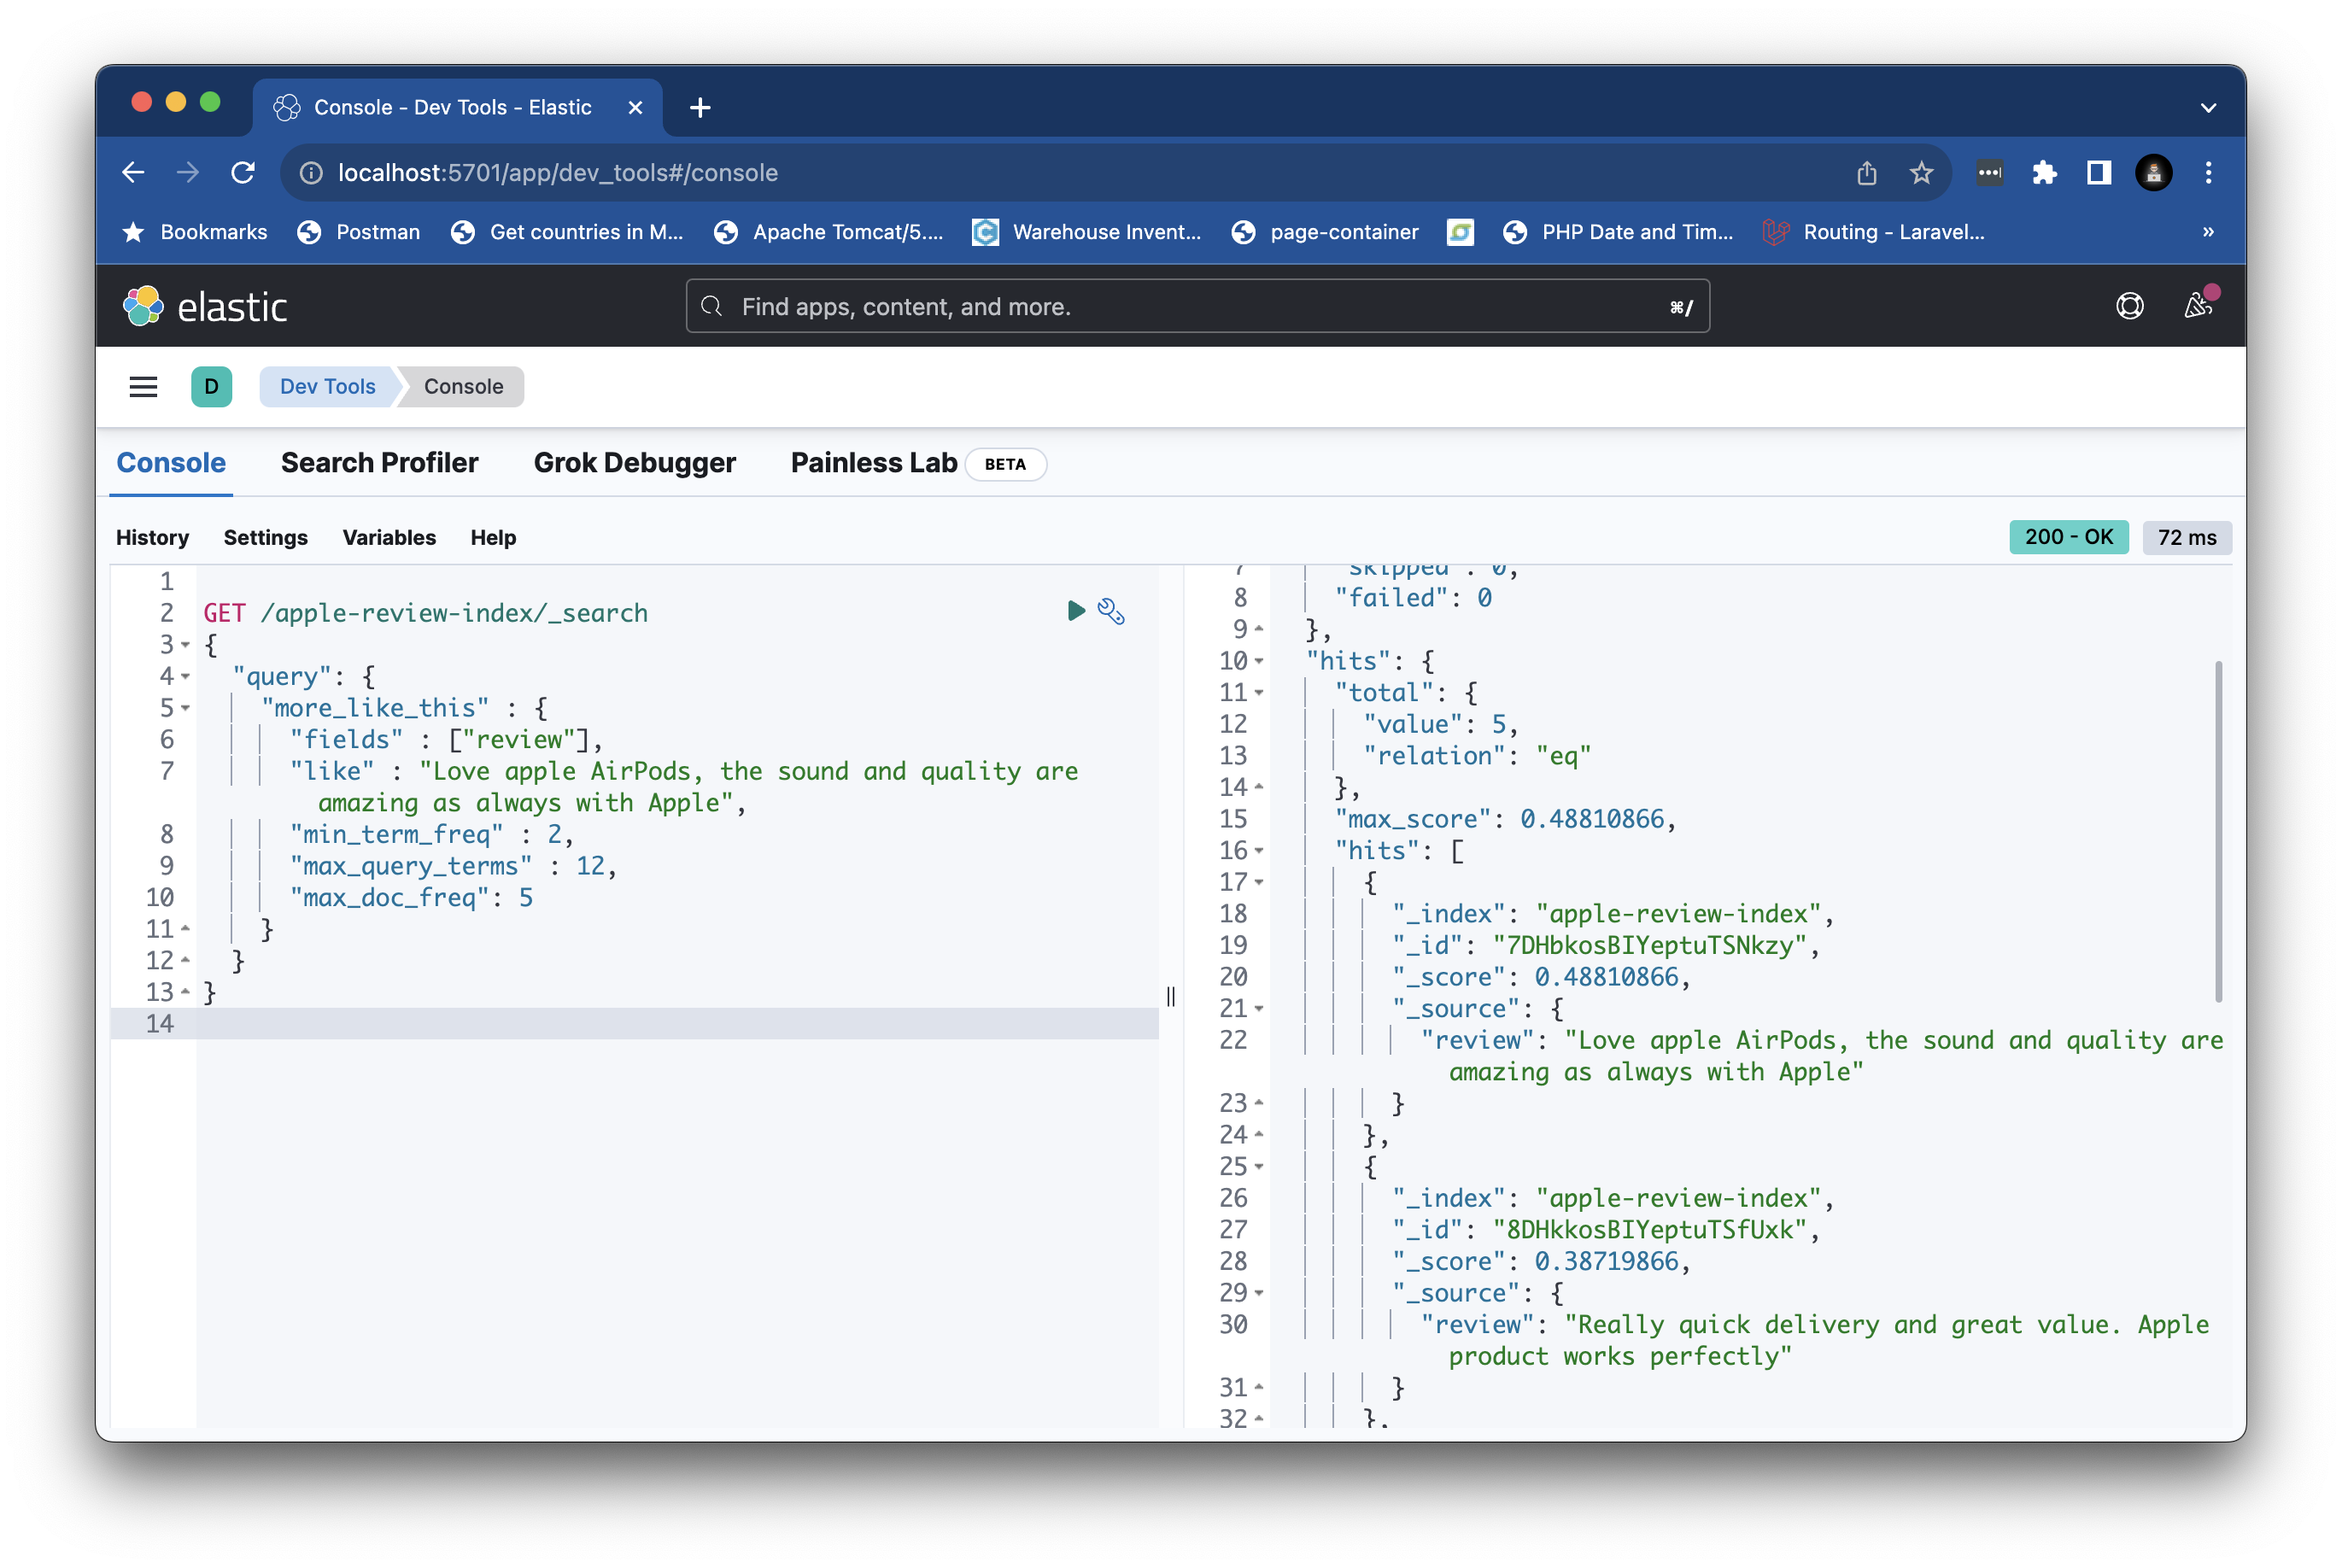 Console - Dev Tools - Elastic
localhost:5701/app/dev_tools#/console
Bookmarks Postman Get countries in M... Apache Tomcat/5.... Warehouse Invent... page-container PHP Date and Tim... Routing - Laravel... »
elastic Find apps, content, and more. ⌘/
D Dev Tools Console
Console Search Profiler Grok Debugger Painless Lab BETA
History Settings Variables Help 200 - OK 72 ms
1
2 GET /apple-review-index/_search
3 {
4 "query": {
5 "more_like_this" : {
6 "fields" : ["review"],
7 "like" : "Love apple AirPods, the sound and quality are
amazing as always with Apple",
8 "min_term_freq" : 2,
9 "max_query_terms" : 12,
10 "max_doc_freq": 5
11 }
12 }
13 }
14
7 "skipped : 0,
8 "failed": 0
9 },
10 "hits": {
11 "total": {
12 "value": 5,
13 "relation": "eq"
14 },
15 "max_score": 0.48810866,
16 "hits": [
17 {
18 "_index": "apple-review-index",
19 "_id": "7DHbkosBIYeptuTSNkzy",
20 "_score": 0.48810866,
21 "_source": {
22 "review": "Love apple AirPods, the sound and quality are
amazing as always with Apple"
23 }
24 },
25 {
26 "_index": "apple-review-index",
27 "_id": "8DHkkosBIYeptuTSfUxk",
28 "_score": 0.38719866,
29 "_source": {
30 "review": "Really quick delivery and great value. Apple
product works perfectly"
31 }
32 },